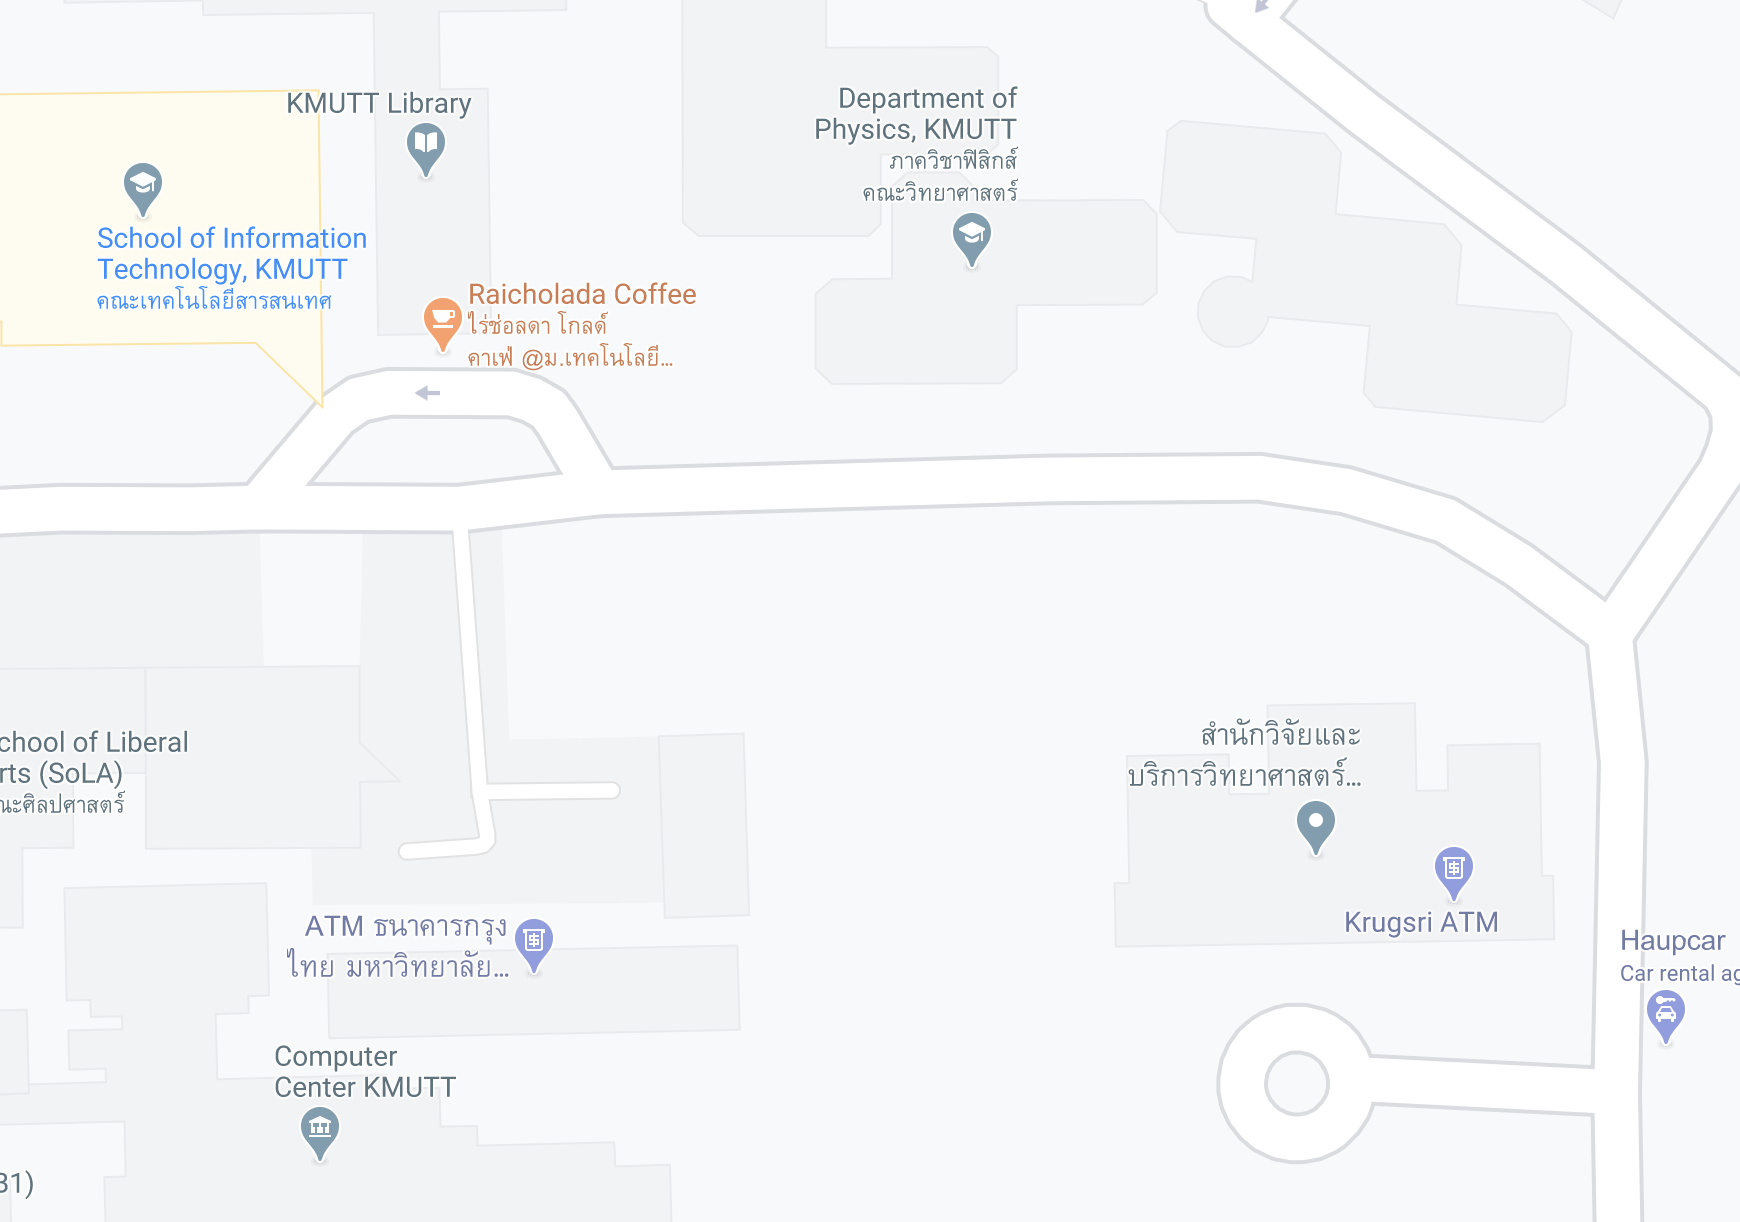 KMUTT Library
Department of
Physics, KMUTT
ภาควิชาฟิสิกส์
คณะวิทยาศาสตร์
School of Information
Technology, KMUTT
คณะเทคโนโลยีสารสนเทศ
Raicholada Coffee
ไร่ช่อลดา โกลด์
คาเฟ่ @ม.เทคโนโลยี...
chool of Liberal
rts (SoLA)
ณะศิลปศาสตร์
สำนักวิจัยและ
บริการวิทยาศาสตร์...
Krugsri ATM
ATM ธนาคารกรุง
ไทย มหาวิทยาลัย...
Haupcar
Car rental ag
Computer
Center KMUTT
31)